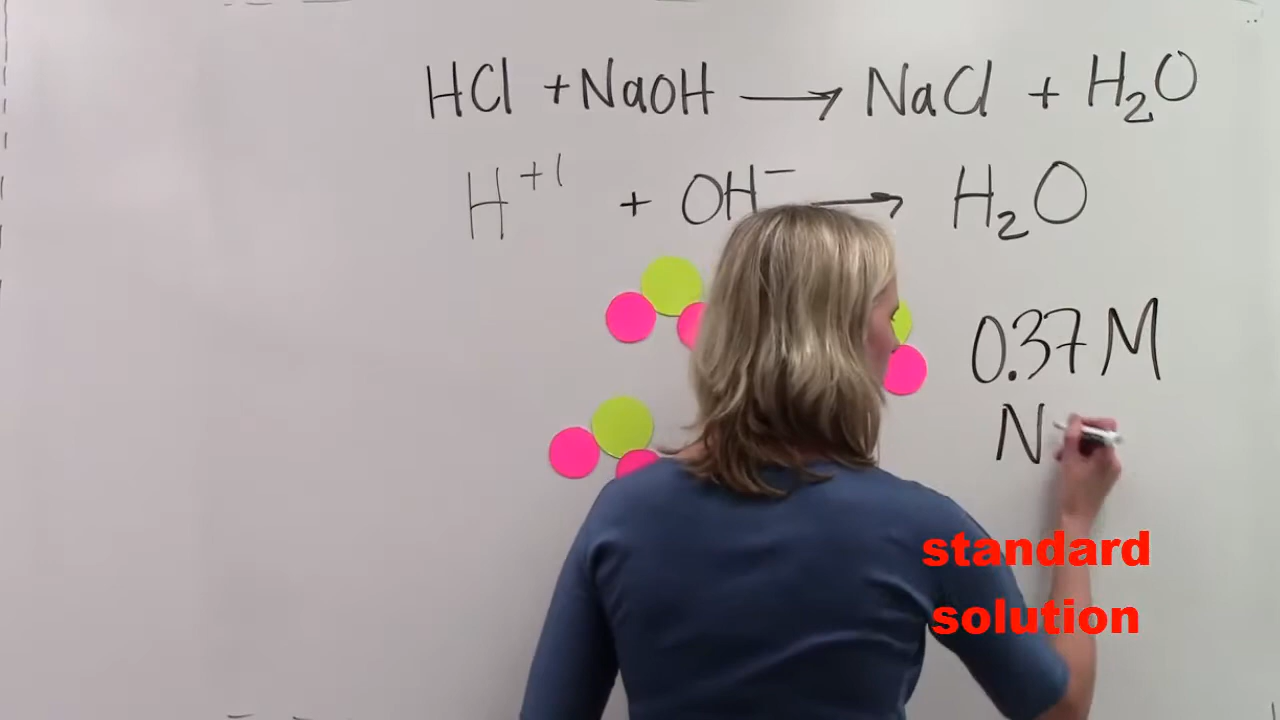 HCl + NaOH → NaCl + H₂O
H⁺¹ + OH⁻ → H₂O
0.37 M
N
standard
solution